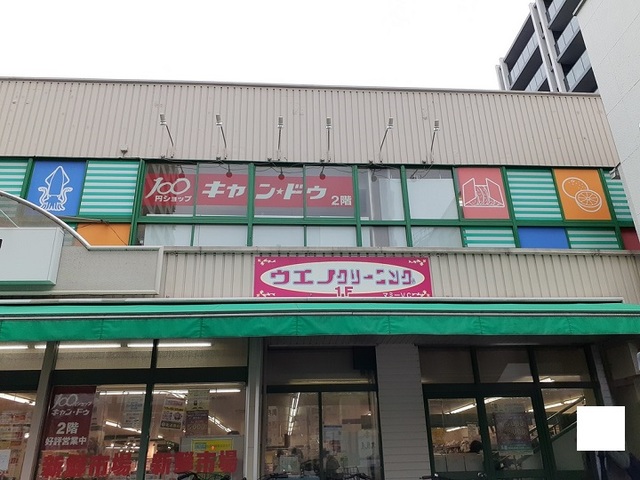 100
円ショップ
キャン★ドゥ
2階
ウエノクリーニング
1F
100
キャン・ドゥ
2階
好評営業中
新鮮市場 新鮮市場